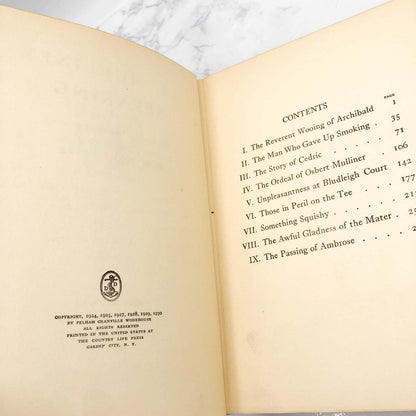 COPYRIGHT, 1924, 1925, 1927, 1928, 1929, 1930
BY PELHAM GRANVILLE WODEHOUSE
ALL RIGHTS RESERVED
PRINTED IN THE UNITED STATES AT
THE COUNTRY LIFE PRESS
GARDEN CITY, N. Y.
CONTENTS
PAGE
I. The Reverent Wooing of Archibald . 1
II. The Man Who Gave Up Smoking . 35
III. The Story of Cedric . . . . 71
IV. The Ordeal of Osbert Mulliner . 106
V. Unpleasantness at Bludleigh Court 142
VI. Those in Peril on the Tee . . 177
VII. Something Squishy . . . .
VIII. The Awful Gladness of the Mater .
IX. The Passing of Ambrose . . .